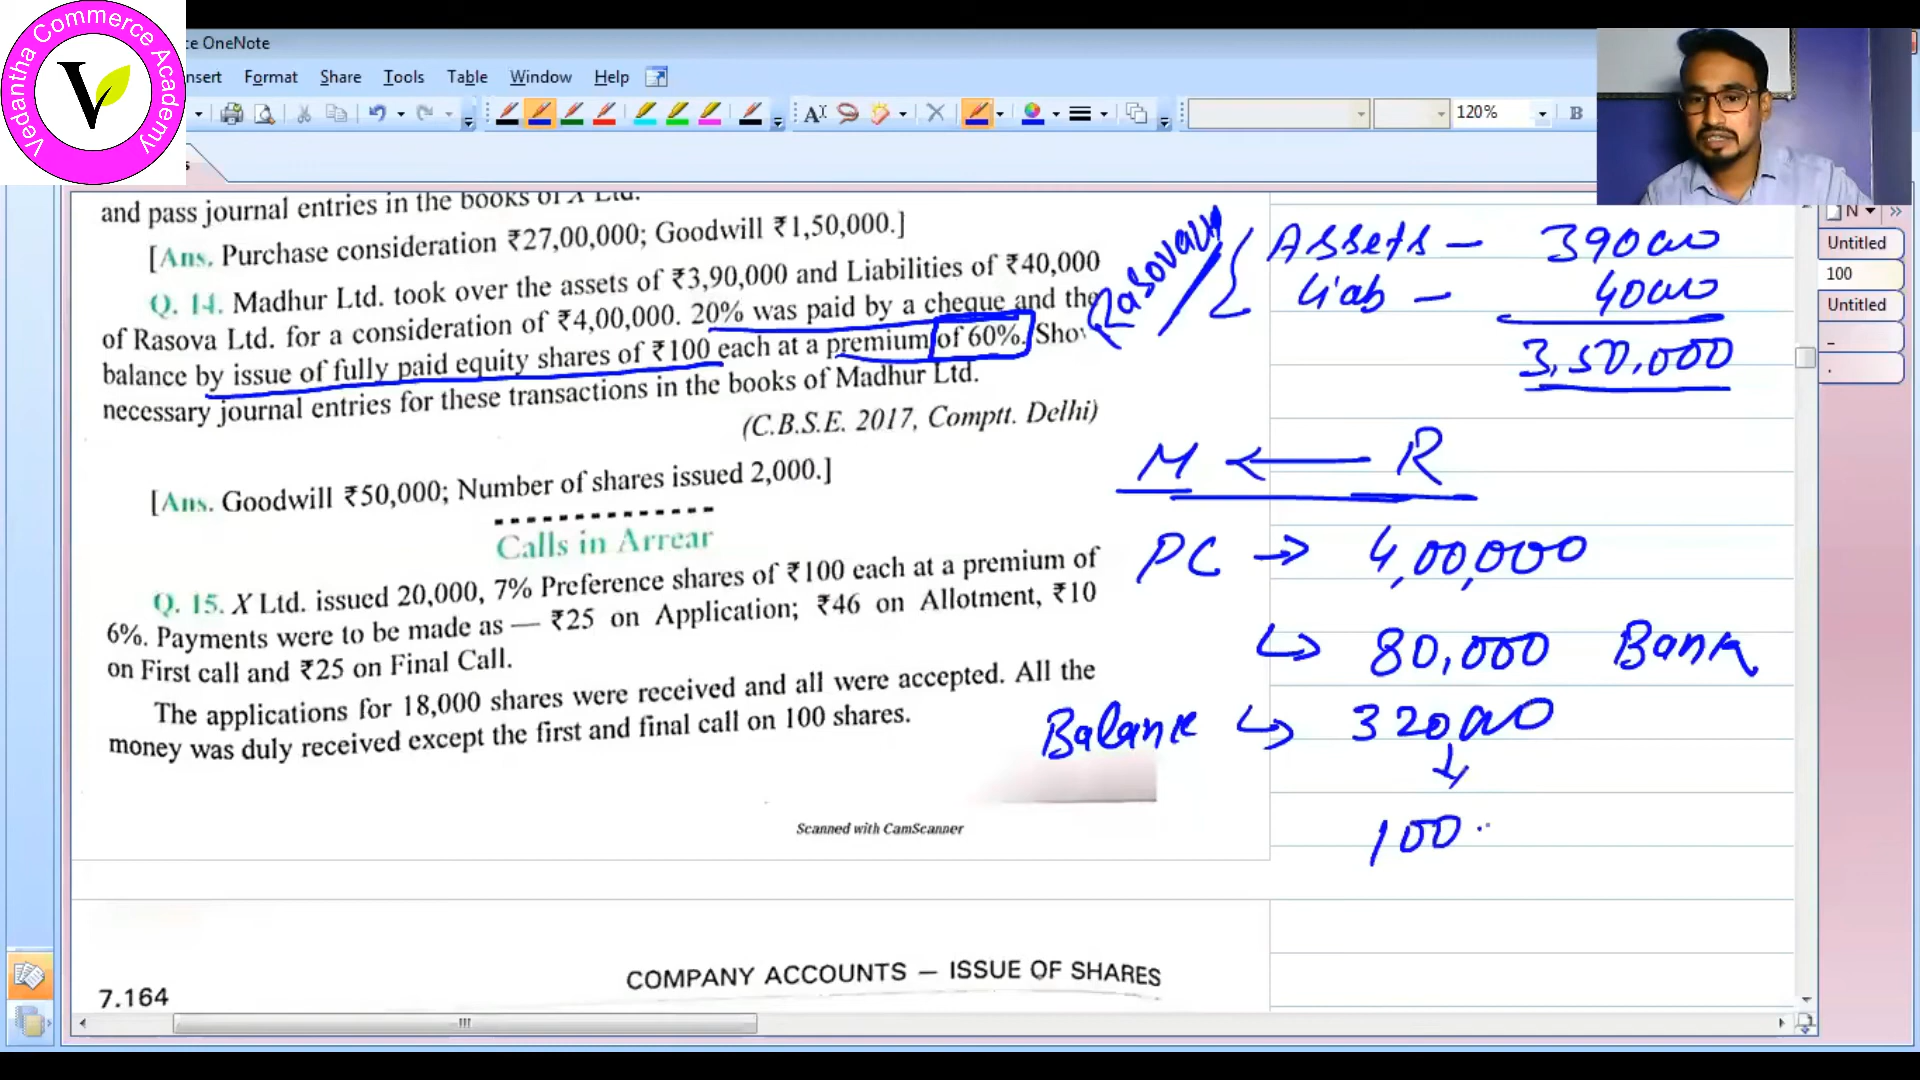 Vedantha Commerce Academy
V
ce OneNote
nsert Format Share Tools Table Window Help
120% B
s
and pass journal entries in the books of X Ltd.
[Ans. Purchase consideration ₹27,00,000; Goodwill ₹1,50,000.]
Q. 14. Madhur Ltd. took over the assets of ₹3,90,000 and Liabilities of ₹40,000
of Rasova Ltd. for a consideration of ₹4,00,000. 20% was paid by a cheque and the
balance by issue of fully paid equity shares of ₹100 each at a premium of 60%. Show
necessary journal entries for these transactions in the books of Madhur Ltd.
(C.B.S.E. 2017, Comptt. Delhi)
[Ans. Goodwill ₹50,000; Number of shares issued 2,000.]
Calls in Arrear
Q. 15. X Ltd. issued 20,000, 7% Preference shares of ₹100 each at a premium of
6%. Payments were to be made as — ₹25 on Application; ₹46 on Allotment, ₹10
on First call and ₹25 on Final Call.
The applications for 18,000 shares were received and all were accepted. All the
money was duly received except the first and final call on 100 shares.
Scanned with CamScanner
COMPANY ACCOUNTS — ISSUE OF SHARES
7.164
Assets - 390000
Liab - 40000
3,50,000
M ← R
PC → 4,00,000
↳ 80,000 Bank
Balance ↳ 320,000
100
N
Untitled
100
Untitled
-
.